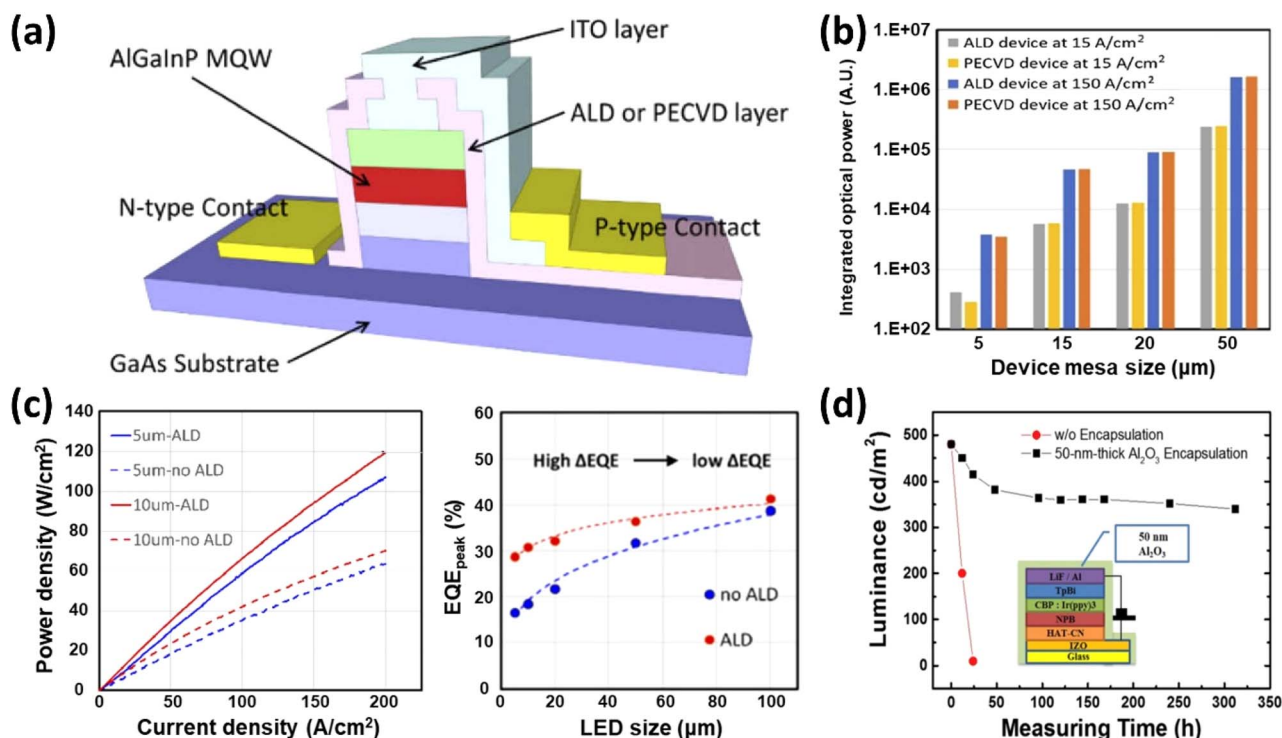 (a)
ITO layer
AlGaInP MQW
ALD or PECVD layer
N-type Contact
P-type Contact
GaAs Substrate
(b)
Integrated optical power (A.U.)
1.E+07
1.E+06
1.E+05
1.E+04
1.E+03
1.E+02
ALD device at 15 A/cm²
PECVD device at 15 A/cm²
ALD device at 150 A/cm²
PECVD device at 150 A/cm²
5 15 20 50
Device mesa size (µm)
(c)
Power density (W/cm²)
140
120
100
80
60
40
20
0
5um-ALD
5um-no ALD
10um-ALD
10um-no ALD
0 50 100 150 200
Current density (A/cm²)
EQEpeak (%)
60
50
40
30
20
10
0
High ΔEQE low ΔEQE
no ALD
ALD
0 20 40 60 80 100
LED size (µm)
(d)
Luminance (cd/m²)
500
400
300
200
100
0
w/o Encapsulation
50-nm-thick Al₂O₃ Encapsulation
50 nm
Al₂O₃
LiF / Al
TpBi
CBP : Ir(ppy)3
NPB
HAT-CN
IZO
Glass
0 50 100 150 200 250 300 350
Measuring Time (h)